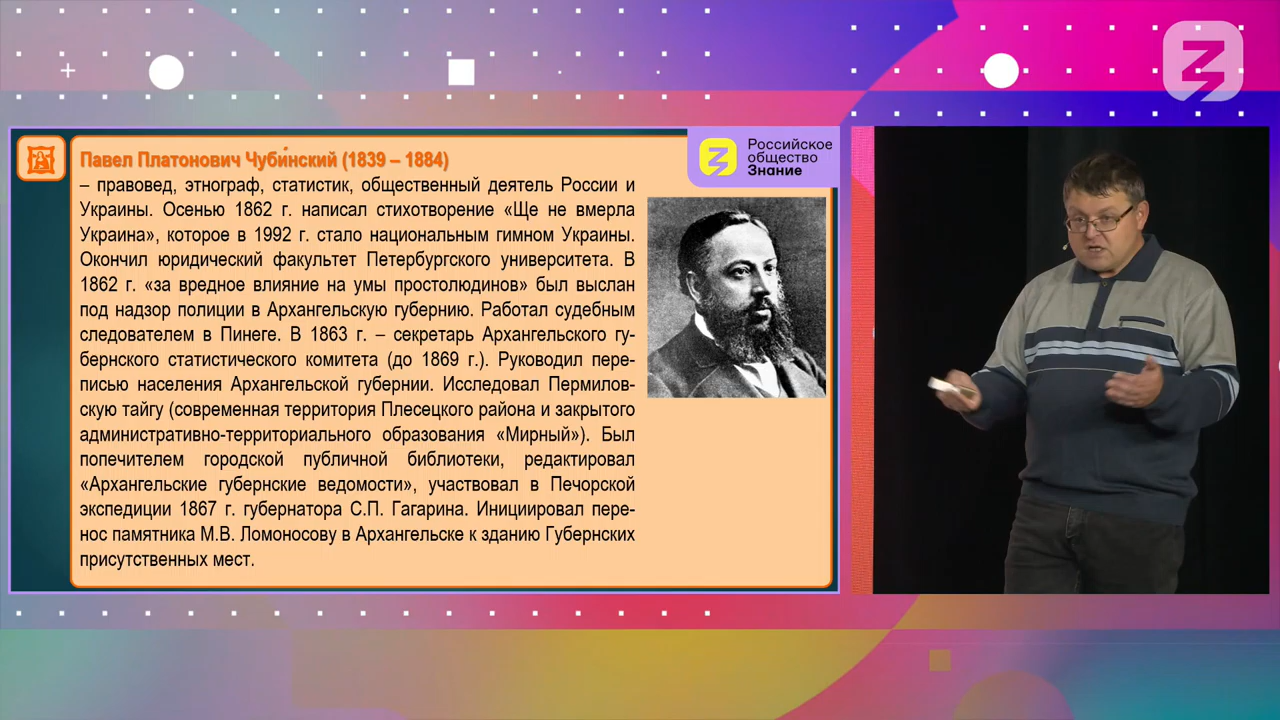 Павел Платонович Чуби́нский (1839 – 1884)
– правовед, этнограф, статистик, общественный деятель России и
Украины. Осенью 1862 г. написал стихотворение «Ще не вмерла
Украина», которое в 1992 г. стало национальным гимном Украины.
Окончил юридический факультет Петербургского университета. В
1862 г. «за вредное влияние на умы простолюдинов» был выслан
под надзор полиции в Архангельскую губернию. Работал судебным
следователем в Пинеге. В 1863 г. – секретарь Архангельского гу-
бернского статистического комитета (до 1869 г.). Руководил пере-
писью населения Архангельской губернии. Исследовал Пермилов-
скую тайгу (современная территория Плесецкого района и закрытого
административно-территориального образования «Мирный»). Был
попечителем городской публичной библиотеки, редактировал
«Архангельские губернские ведомости», участвовал в Печорской
экспедиции 1867 г. губернатора С.П. Гагарина. Инициировал пере-
нос памятника М.В. Ломоносову в Архангельске к зданию Губернских
присутственных мест.
Российское
общество
Знание